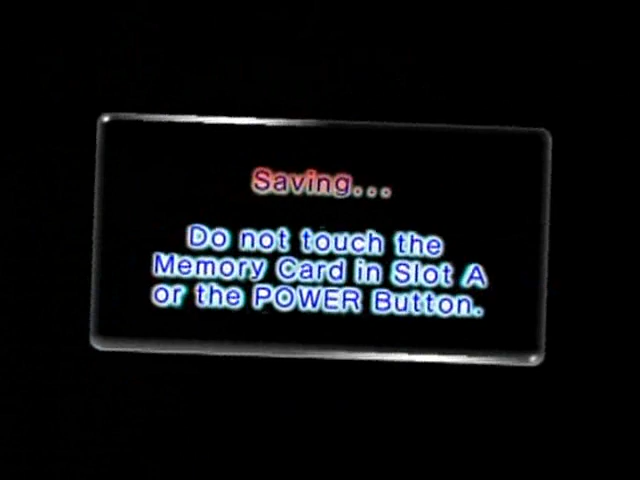 Saving...
Do not touch the
Memory Card in Slot A
or the POWER Button.